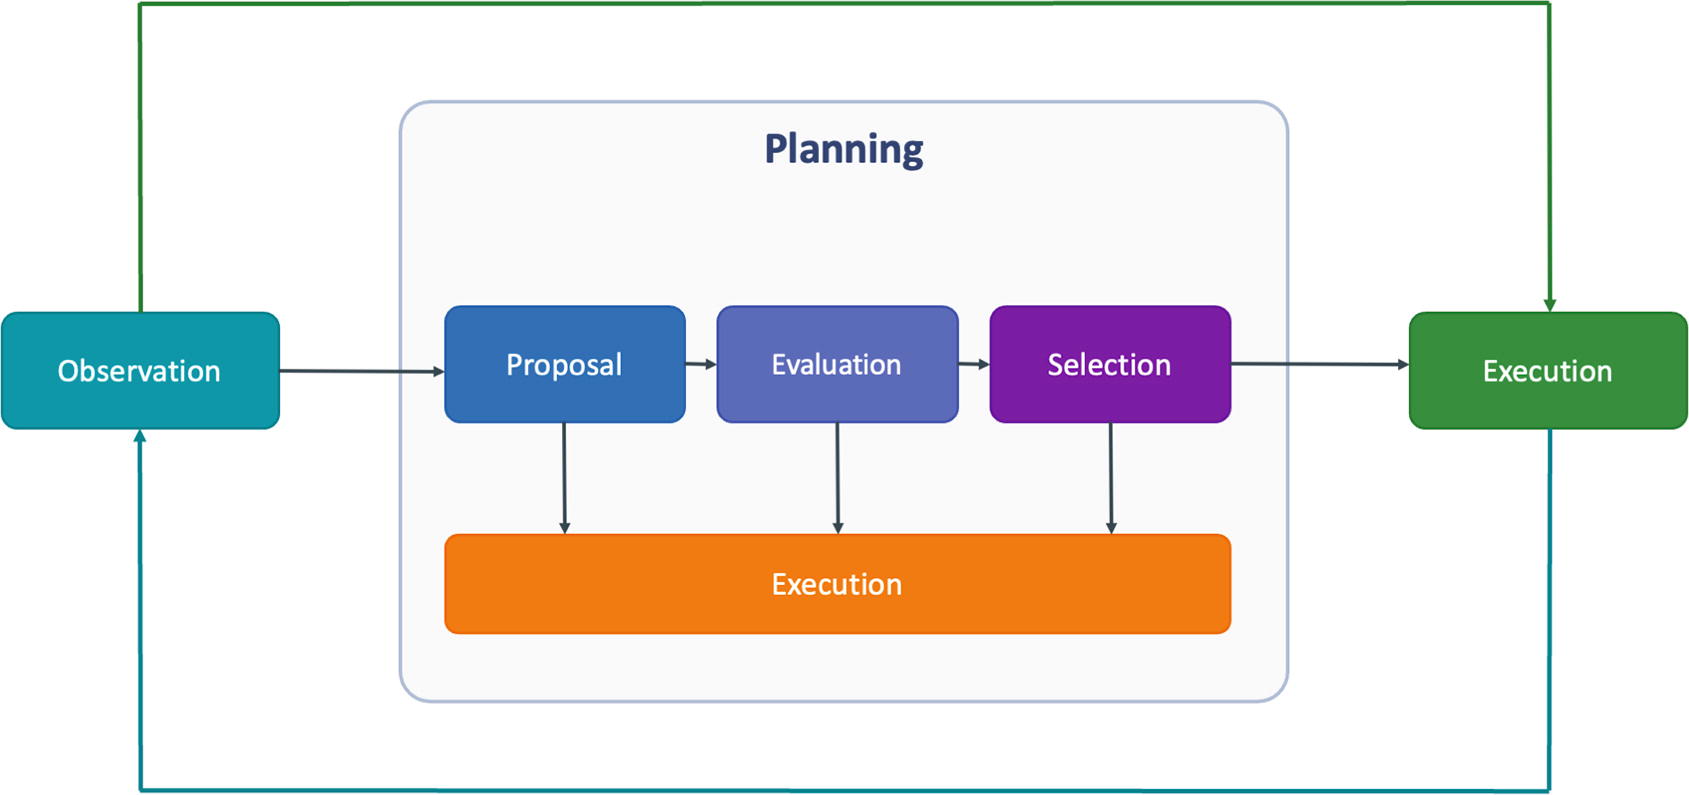 Planning
Observation
Proposal
Evaluation
Selection
Execution
Execution